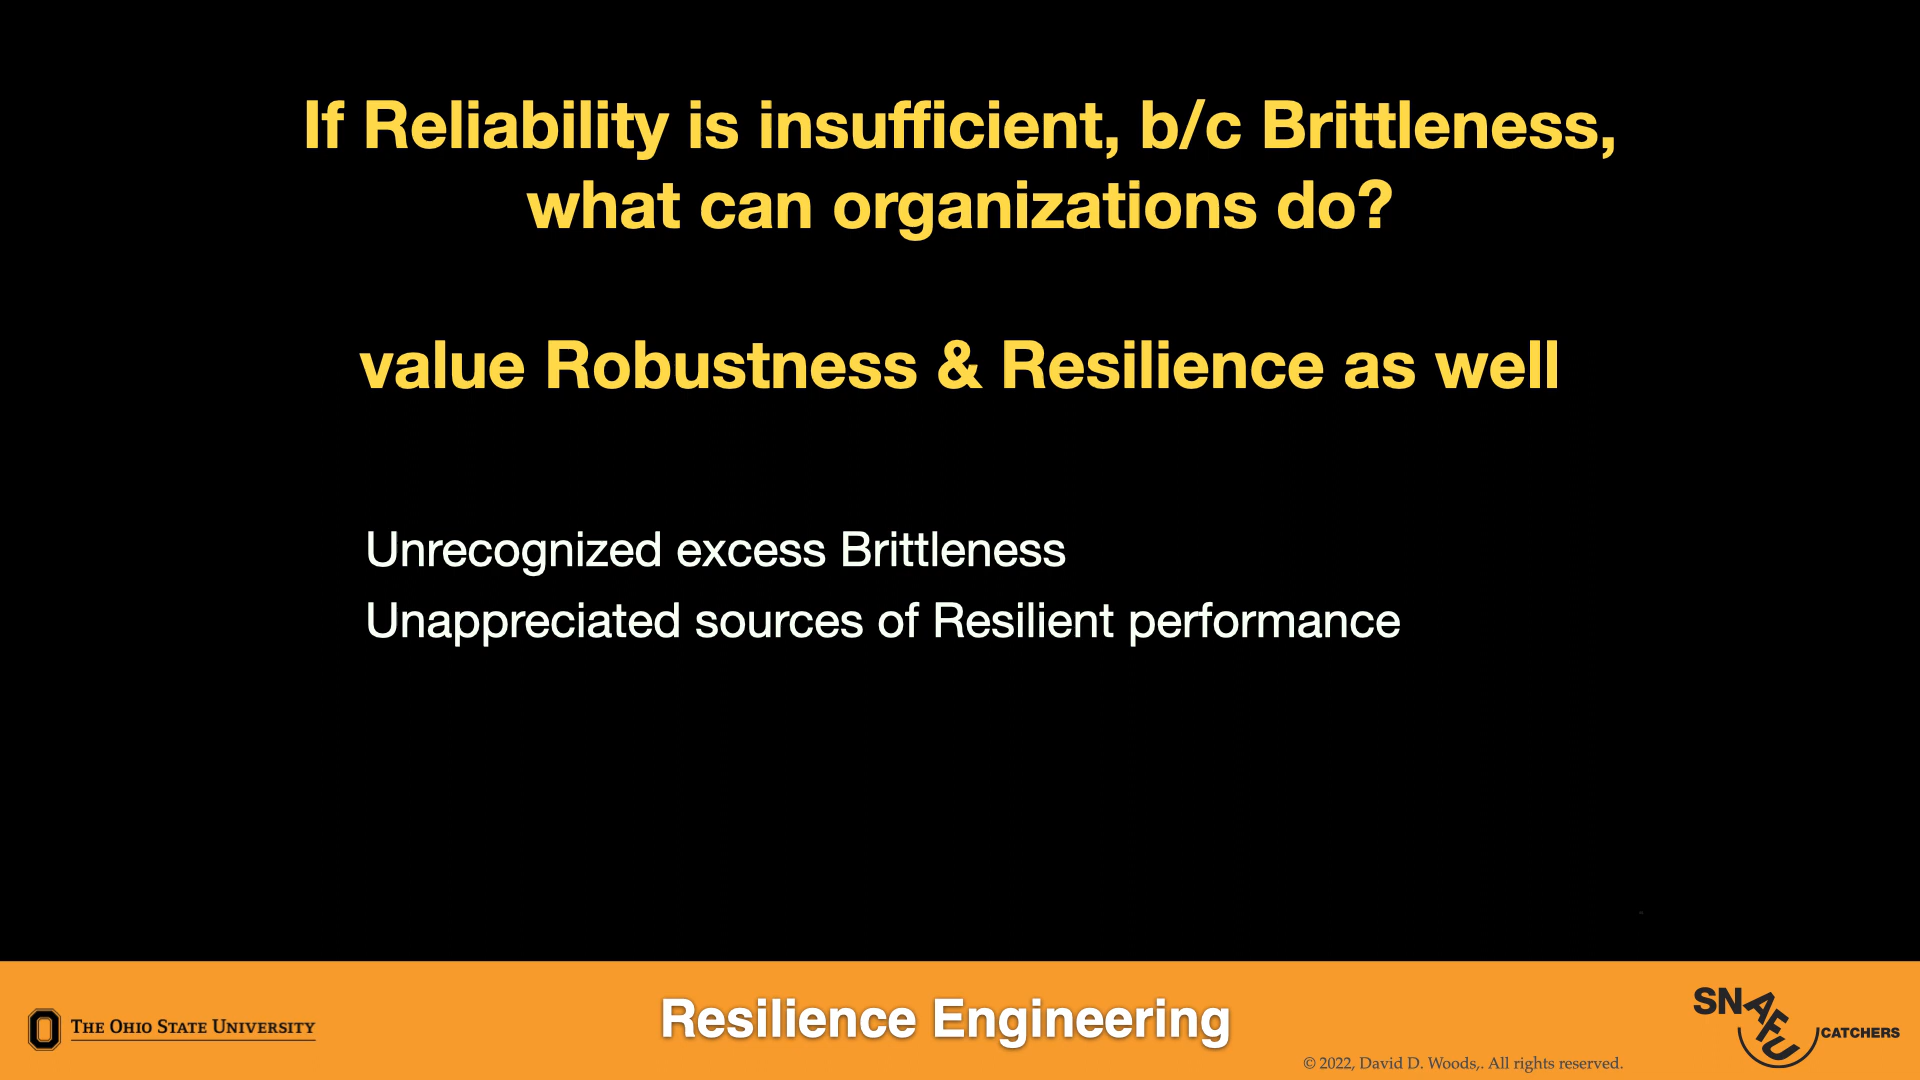 If Reliability is insufficient, b/c Brittleness,
what can organizations do?
value Robustness & Resilience as well
Unrecognized excess Brittleness
Unappreciated sources of Resilient performance
THE OHIO STATE UNIVERSITY
Resilience Engineering
© 2022, David D. Woods,. All rights reserved.
SNAFU
CATCHERS